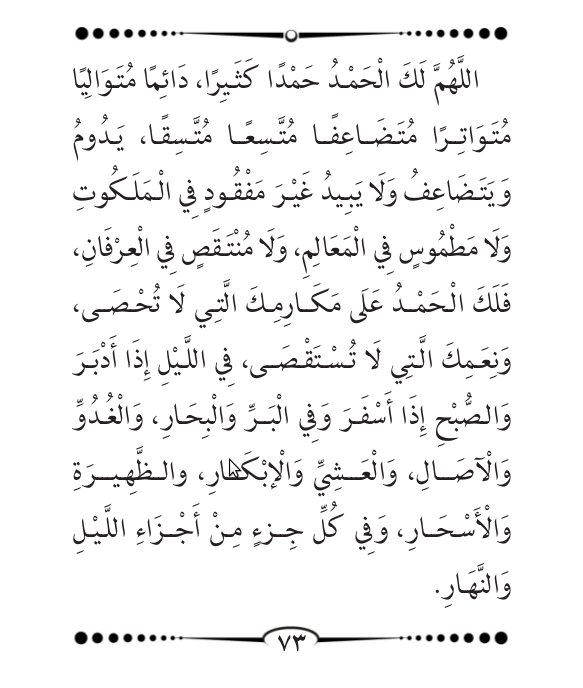 اللَّهُمَّ لَكَ الْحَمْدُ حَمْدًا كَثِيرًا، دَائِمًا مُتَوَالِيًا
مُتَوَاتِرًا مُتَضَاعِفًا مُتَّسِعًا مُتَّسِقًا، يَدُومُ
وَيَتَضَاعِفُ وَلَا يَبِيدُ غَيْرَ مَفْقُودٍ فِي الْمَلَكُوتِ
وَلَا مَطْمُوسٍ فِي الْمَعَالِمِ، وَلَا مُنْتَقَصٍ فِي الْعِرْفَانِ،
فَلَكَ الْحَمْدُ عَلَى مَكَارِمِكَ الَّتِي لَا تُحْصَى،
وَنِعَمِكَ الَّتِي لَا تُسْتَقْصَى، فِي اللَّيْلِ إِذَا أَدْبَرَ
وَالصُّبْحِ إِذَا أَسْفَرَ وَفِي الْبَرِّ وَالْبِحَارِ، وَالْغُدُوِّ
وَالْآصَالِ، وَالْعَشِيِّ وَالْإِبْكَارِ، والظَّهِيرَةِ
وَالْأَسْحَارِ، وَفِي كُلِّ جِزءٍ مِنْ أَجْزَاءِ اللَّيْلِ
وَالنَّهَارِ.
٧٣